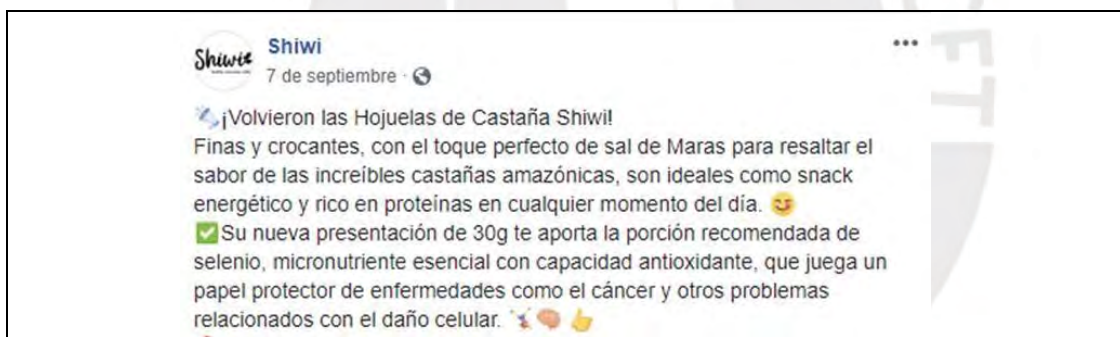 Shiwi
Shiwi
7 de septiembre ·
¡Volvieron las Hojuelas de Castaña Shiwi!
Finas y crocantes, con el toque perfecto de sal de Maras para resaltar el
sabor de las increíbles castañas amazónicas, son ideales como snack
energético y rico en proteínas en cualquier momento del día. 😋
✅Su nueva presentación de 30g te aporta la porción recomendada de
selenio, micronutriente esencial con capacidad antioxidante, que juega un
papel protector de enfermedades como el cáncer y otros problemas
relacionados con el daño celular.